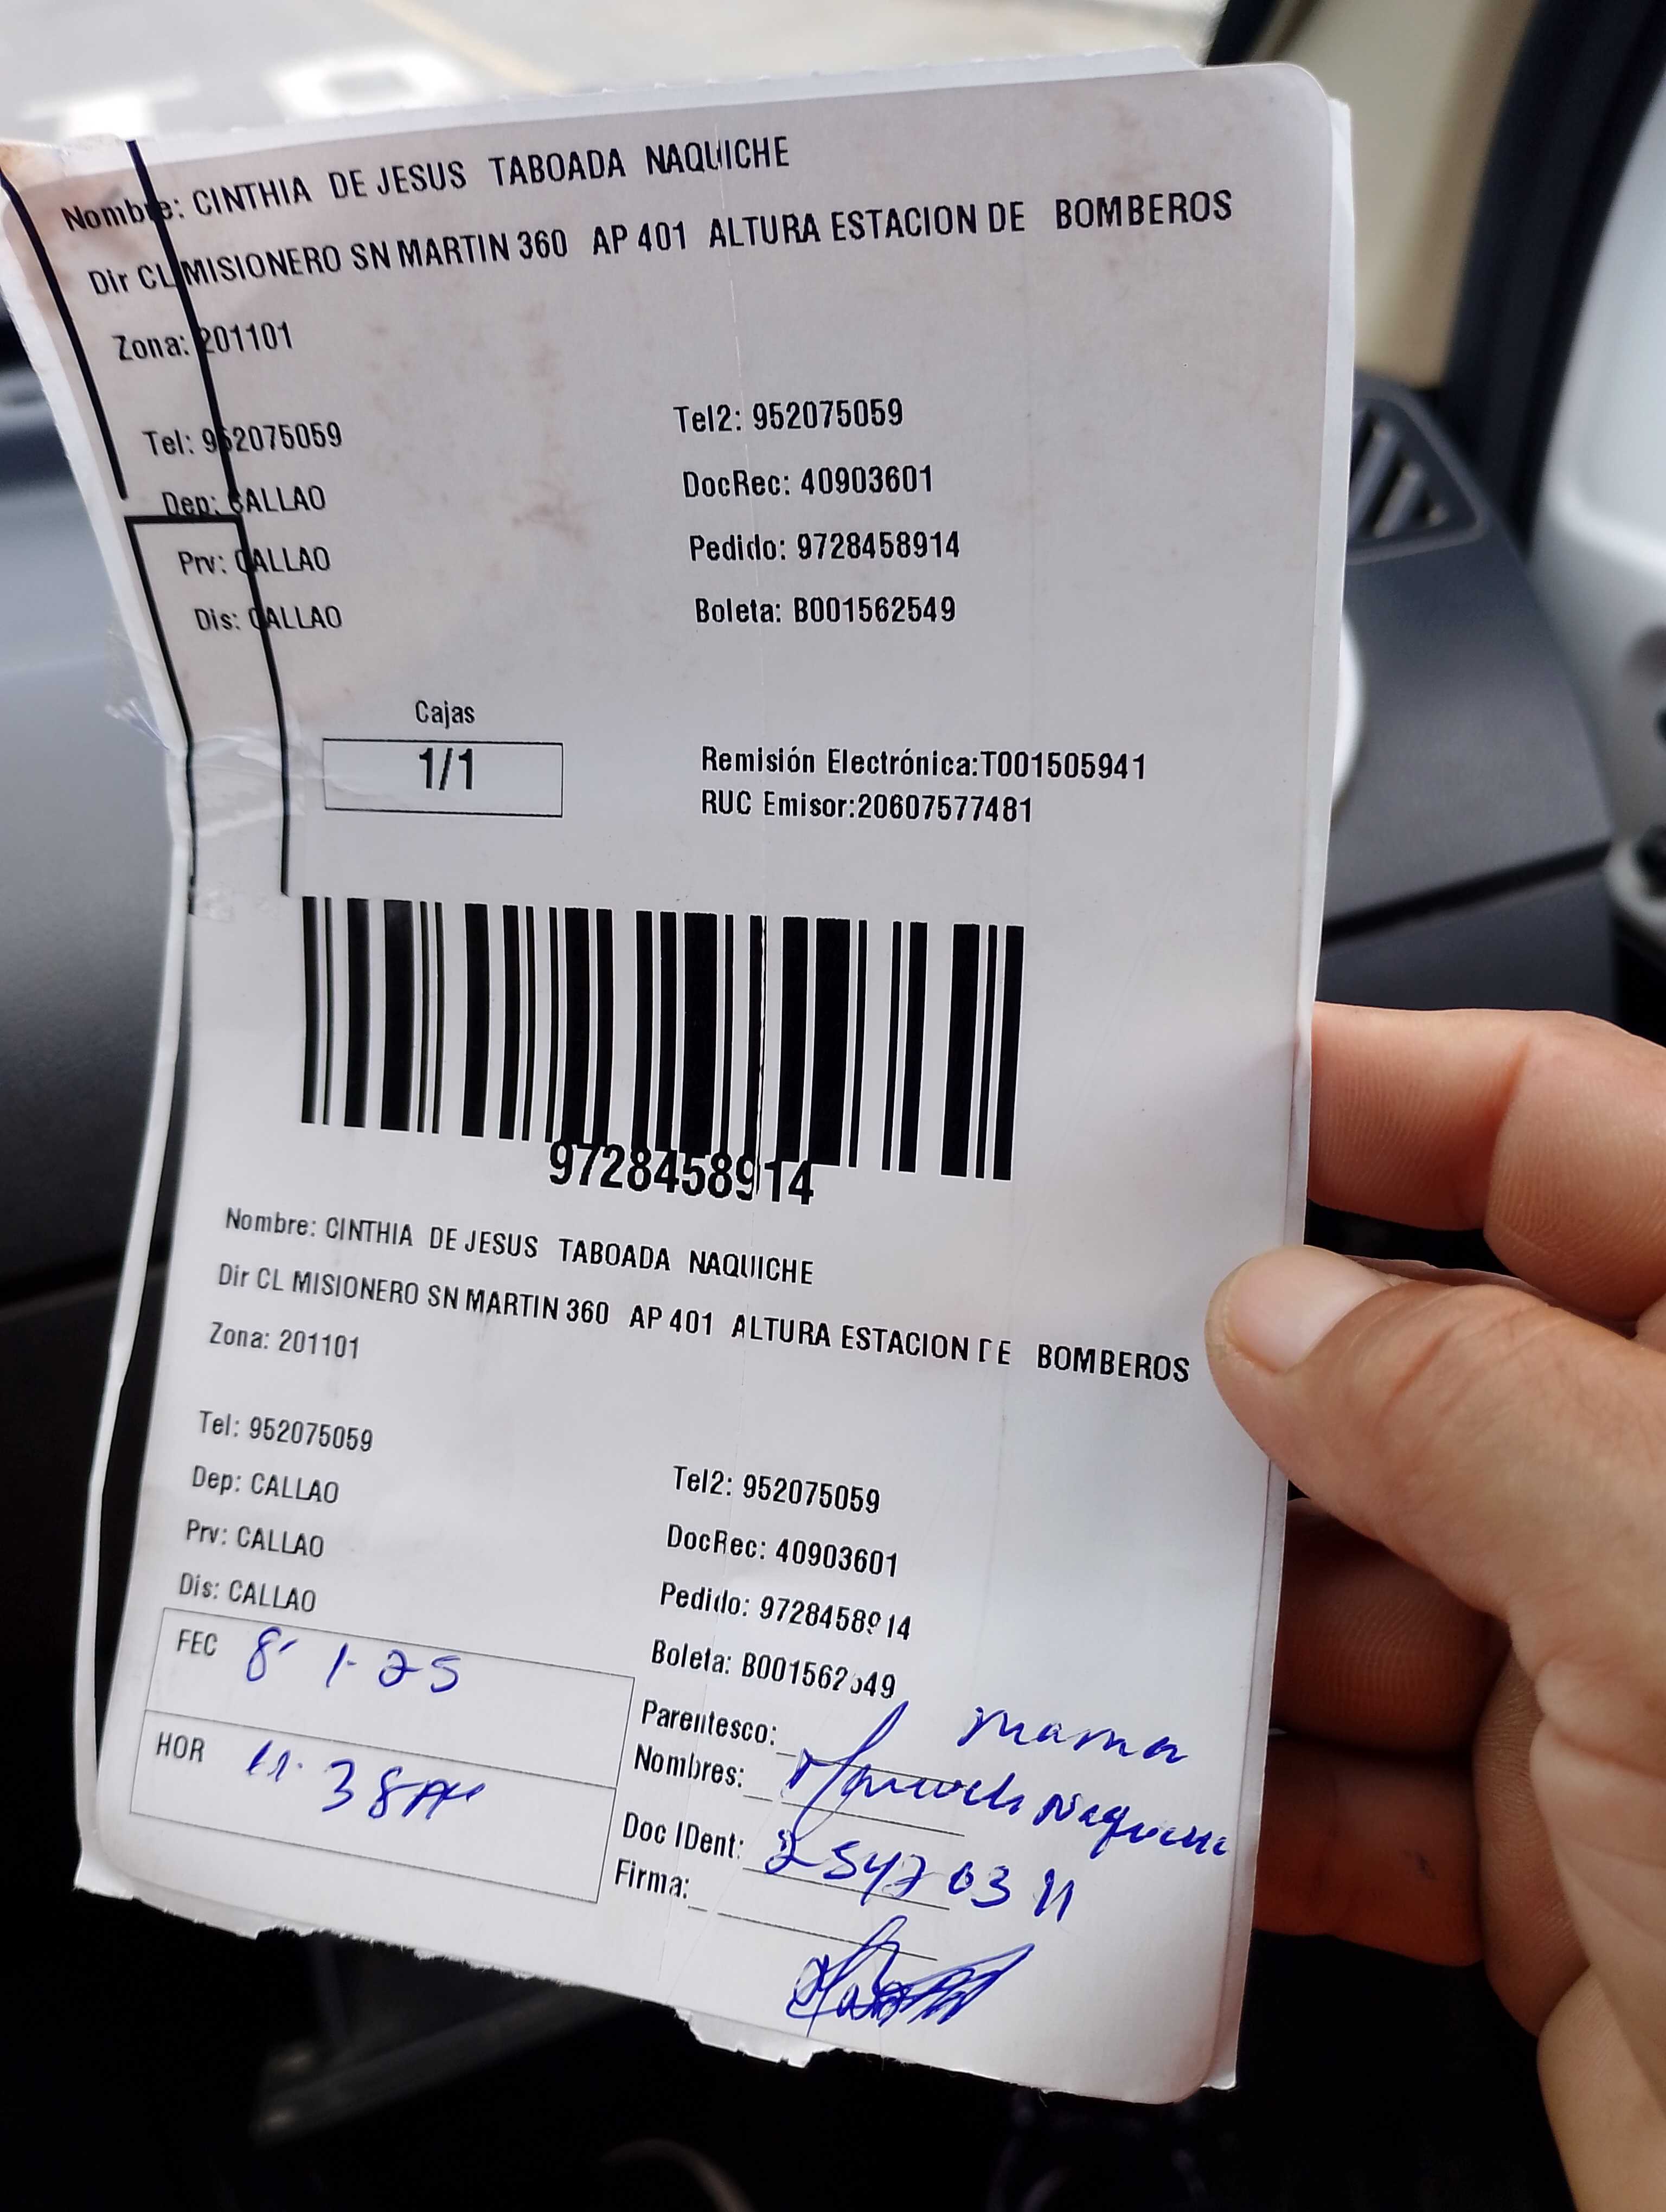 Nombre: CINTHIA DE JESUS TABOADA NAQUICHE
Dir CL MISIONERO SN MARTIN 360 AP 401 ALTURA ESTACION DE BOMBEROS
Zona: 201101
Tel: 952075059 Tel2: 952075059
DocRec: 40903601
Dep: CALLAO
Prv: CALLAO Pedido: 9728458914
Dis: CALLAO Boleta: B001562549
Cajas
1/1
Remisión Electrónica:T001505941
RUC Emisor:20607577481
9728458914
Nombre: CINTHIA DE JESUS TABOADA NAQUICHE
Dir CL MISIONERO SN MARTIN 360 AP 401 ALTURA ESTACION DE BOMBEROS
Zona: 201101
Tel: 952075059 Tel2: 952075059
Dep: CALLAO DocRec: 40903601
Prv: CALLAO Pedido: 9728458914
Dis: CALLAO Boleta: B001562549
FEC 8-1-25 Parentesco: mama
HOR 11:38 Nombres:
Doc IDent:
Firma: